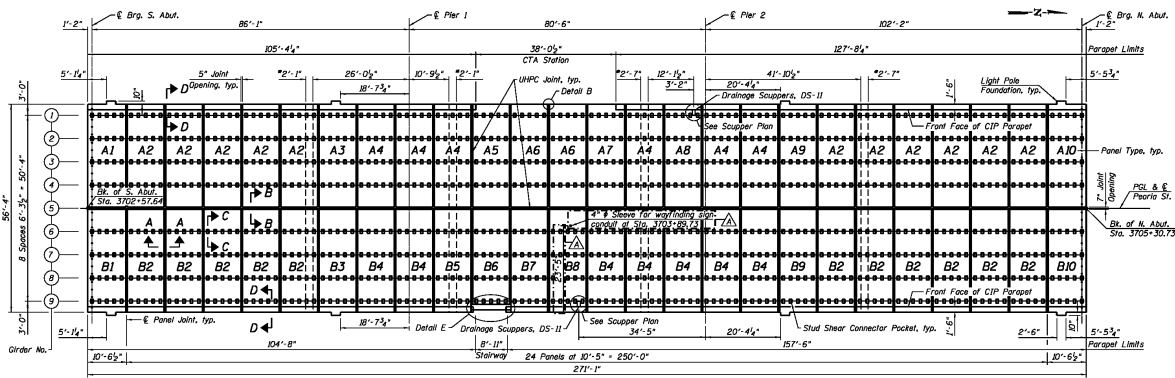 ℄ Brg. S. Abut.
℄ Pier 1
℄ Pier 2
N
℄ Brg. N. Abut.
1'-2" 86'-1" 80'-6" 102'-2" 1'-2"
105'-4¼" 38'-0½" 127'-8¼" Parapet Limits
CTA Station
5'-1¼" 5" Joint Opening, typ. *2'-1" 26'-0¼" 10'-9½" *2'-1" UHPC Joint, typ. *2'-7" 12'-1½" 41'-10½" *2'-7" Light Pole Foundation, typ. 5'-5¾"
18'-7¾" 3'-2" 20'-4¼"
3'-0" 10" D Detail B Drainage Scuppers, DS-11 1'-6"
D See Scupper Plan Front Face of CIP Parapet
1
2
A1 A2 A2 A2 A2 A2 A3 A4 A4 A4 A5 A6 A6 A7 A4 A8 A4 A4 A9 A2 A2 A2 A2 A2 A2 A10 Panel Type, typ.
3
4
Bk. of S. Abut.
Sta. 3702+57.64
B
7" Joint Opening
PGL & ℄ Peoria St.
5
56'-4"
8 Spaces 6'-3½" = 50'-4"
A A C B
4" ϕ Sleeve for wayfinding sign conduit at Sta. 3703+89.73 A
Bk. of N. Abut.
Sta. 3705+30.73
6
C A
23'-5"
7
B1 B2 B2 B2 B2 B2 B3 B4 B4 B5 B6 B7 B8 B4 B4 B4 B4 B4 B9 B2 B2 B2 B2 B2 B2 B10
8
D Front Face of CIP Parapet
9
3'-0" ℄ Panel Joint, typ. D Detail E Drainage Scuppers, DS-11 See Scupper Plan Stud Shear Connector Pocket, typ. 1'-6" 10"
5'-1¼" 18'-7¾" 34'-5" 20'-4¼" 2'-6" 5'-5¾"
Girder No. 104'-8" 8'-11" 157'-6" Parapet Limits
Stairway
10'-6½" 24 Panels at 10'-5" = 250'-0" 10'-6½"
271'-1"